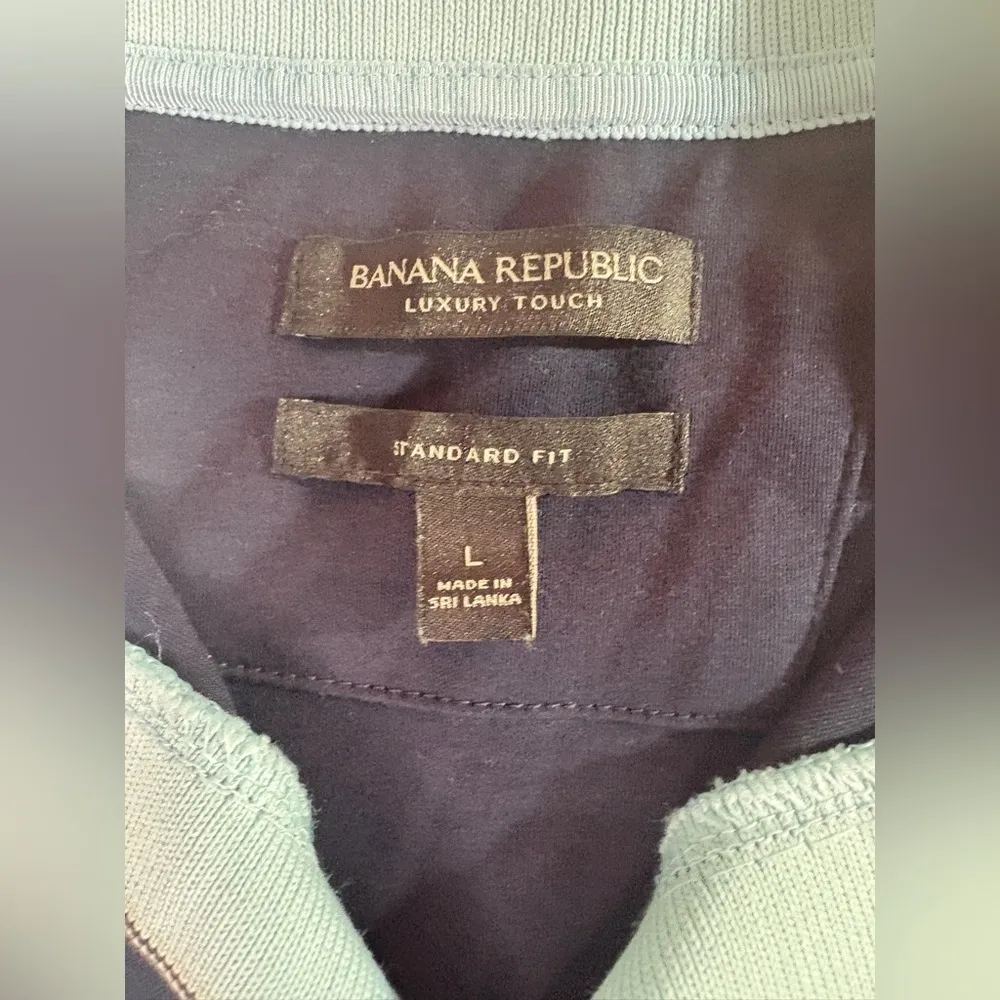 BANANA REPUBLIC
LUXURY TOUCH
STANDARD FIT
L
MADE IN
SRI LANKA